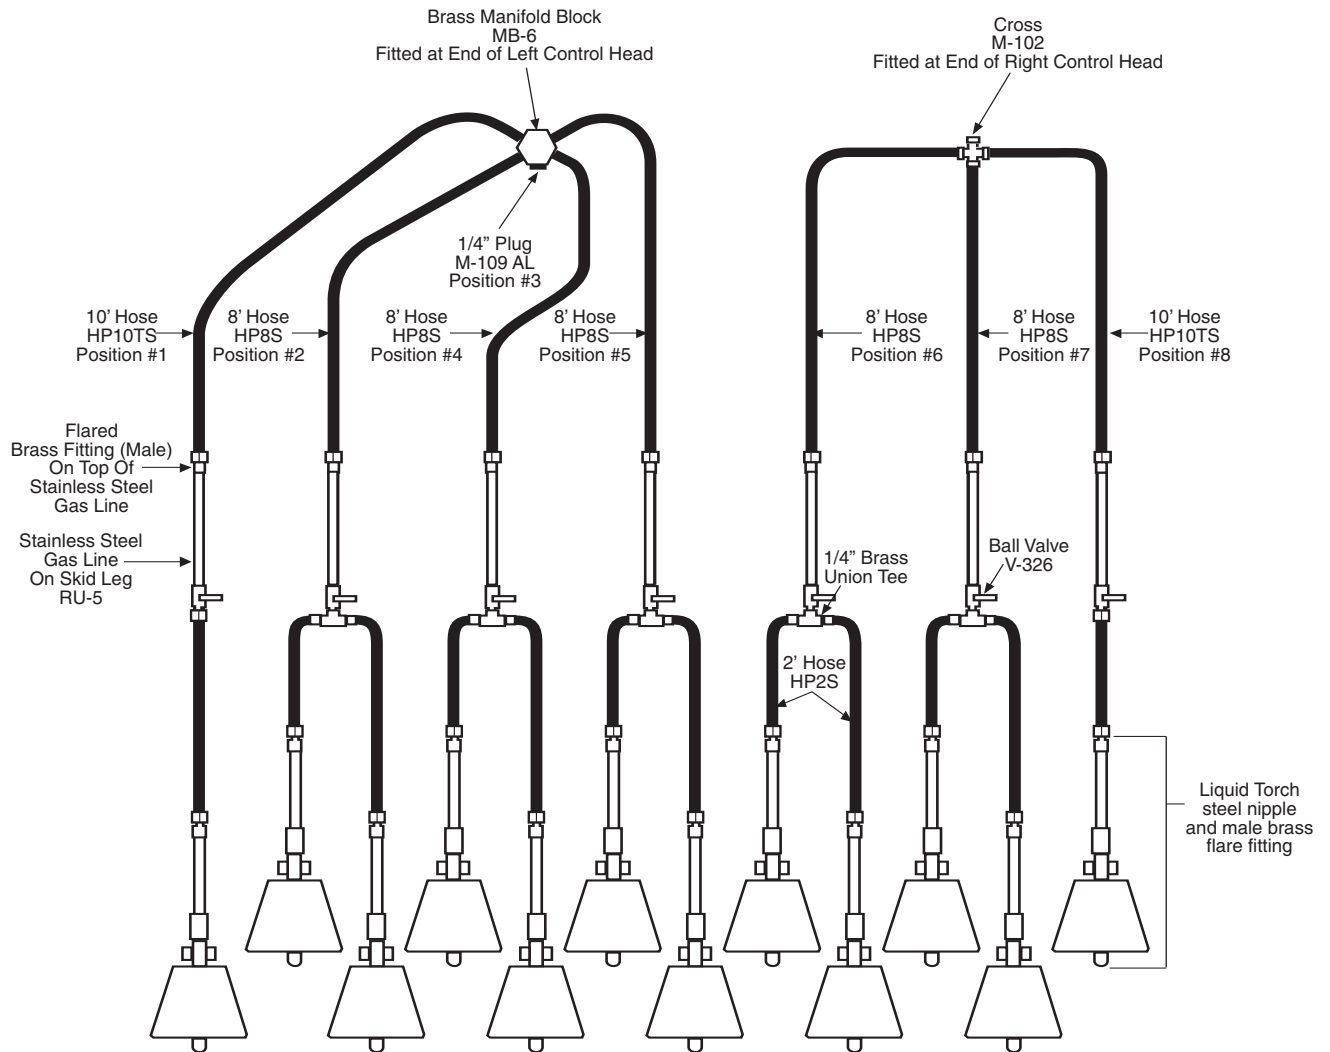 Brass Manifold Block
MB-6
Fitted at End of Left Control Head
Cross
M-102
Fitted at End of Right Control Head
1/4” Plug
M-109 AL
Position #3
10’ Hose
HP10TS
Position #1
8’ Hose
HP8S
Position #2
8’ Hose
HP8S
Position #4
8’ Hose
HP8S
Position #5
8’ Hose
HP8S
Position #6
8’ Hose
HP8S
Position #7
10’ Hose
HP10TS
Position #8
Flared
Brass Fitting (Male)
On Top Of
Stainless Steel
Gas Line
Stainless Steel
Gas Line
On Skid Leg
RU-5
1/4” Brass
Union Tee
Ball Valve
V-326
2’ Hose
HP2S
Liquid Torch
steel nipple
and male brass
flare fitting